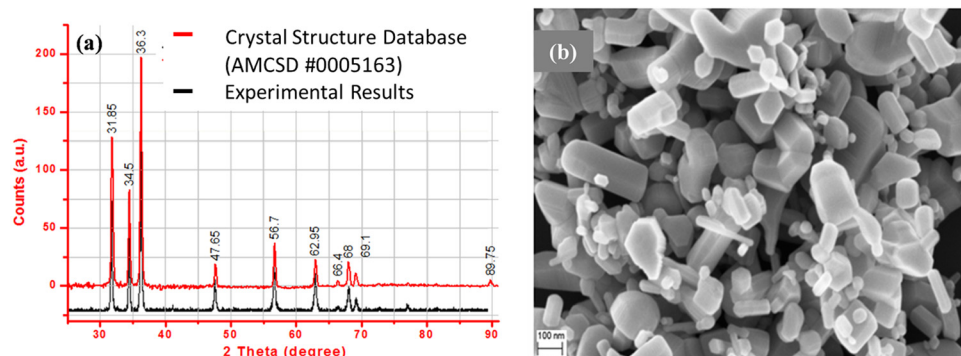 (a)
Crystal Structure Database
(AMCSD #0005163)
Experimental Results
Counts (a.u.)
200
150
100
50
0
31.85
34.5
36.3
47.65
56.7
62.95
66.4
68
69.1
89.75
30
40
50
60
70
80
90
2 Theta (degree)
(b)
100 nm